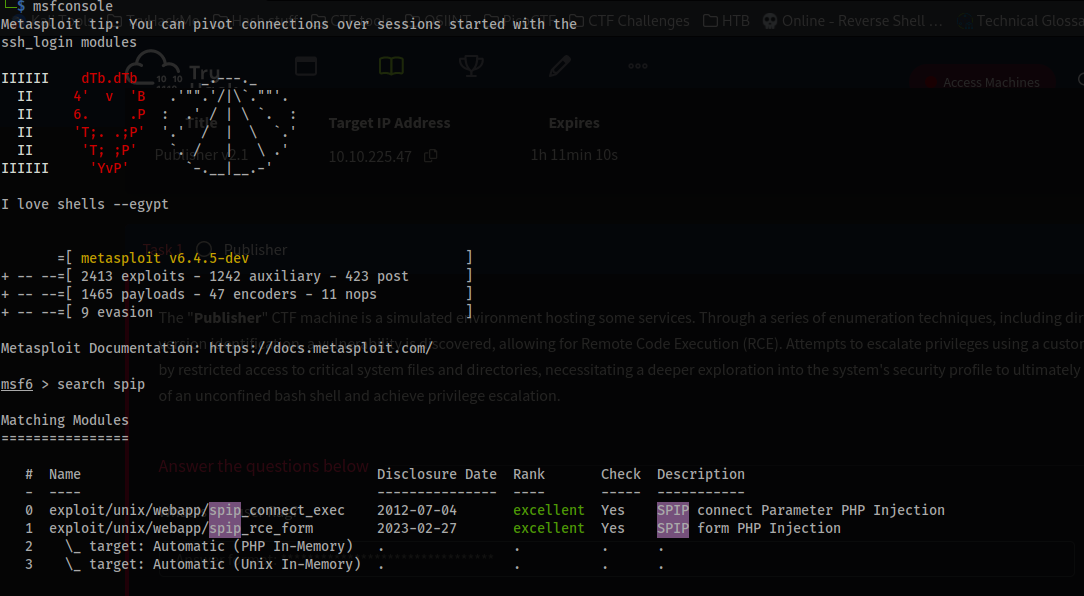 └─$ msfconsole
CTF Challenges HTB Online - Reverse Shell ... Technical Glossa
Metasploit tip: You can pivot connections over sessions started with the
ssh_login modules
Try
Access Machines
IIIIII    dTb.dTb        _.---._
  II     4'  v  'B   .'"".'/|\`.""'.
  II     6.     .P  :  .' / | \ `.  :
  II     'T;. .;P'  '.'  /  |  \  `.'
  II      'T; ;P'    `. /   |   \ .'
IIIIII     'YvP'       `-.__|__.-'
Title Target IP Address Expires
Publisher v2.1 10.10.225.47 1h 11min 10s
I love shells --egypt
Task 1 Publisher
       =[ metasploit v6.4.5-dev                         ]
+ -- --=[ 2413 exploits - 1242 auxiliary - 423 post       ]
+ -- --=[ 1465 payloads - 47 encoders - 11 nops           ]
+ -- --=[ 9 evasion                                       ]
The "Publisher" CTF machine is a simulated environment hosting some services. Through a series of enumeration techniques, including dir
discovered, allowing for Remote Code Execution (RCE). Attempts to escalate privileges using a custom
by restricted access to critical system files and directories, necessitating a deeper exploration into the system's security profile to ultimately
of an unconfined bash shell and achieve privilege escalation.
Metasploit Documentation: https://docs.metasploit.com/
msf6 > search spip
Matching Modules
================
Answer the questions below
   #  Name                                   Disclosure Date  Rank       Check  Description
   -  ----                                   ---------------  ----       -----  -----------
   0  exploit/unix/webapp/spip_connect_exec  2012-07-04       excellent  Yes    SPIP connect Parameter PHP Injection
   1  exploit/unix/webapp/spip_rce_form      2023-02-27       excellent  Yes    SPIP form PHP Injection
   2    \_ target: Automatic (PHP In-Memory)   .                .          .      .
   3    \_ target: Automatic (Unix In-Memory)  .                .          .      .